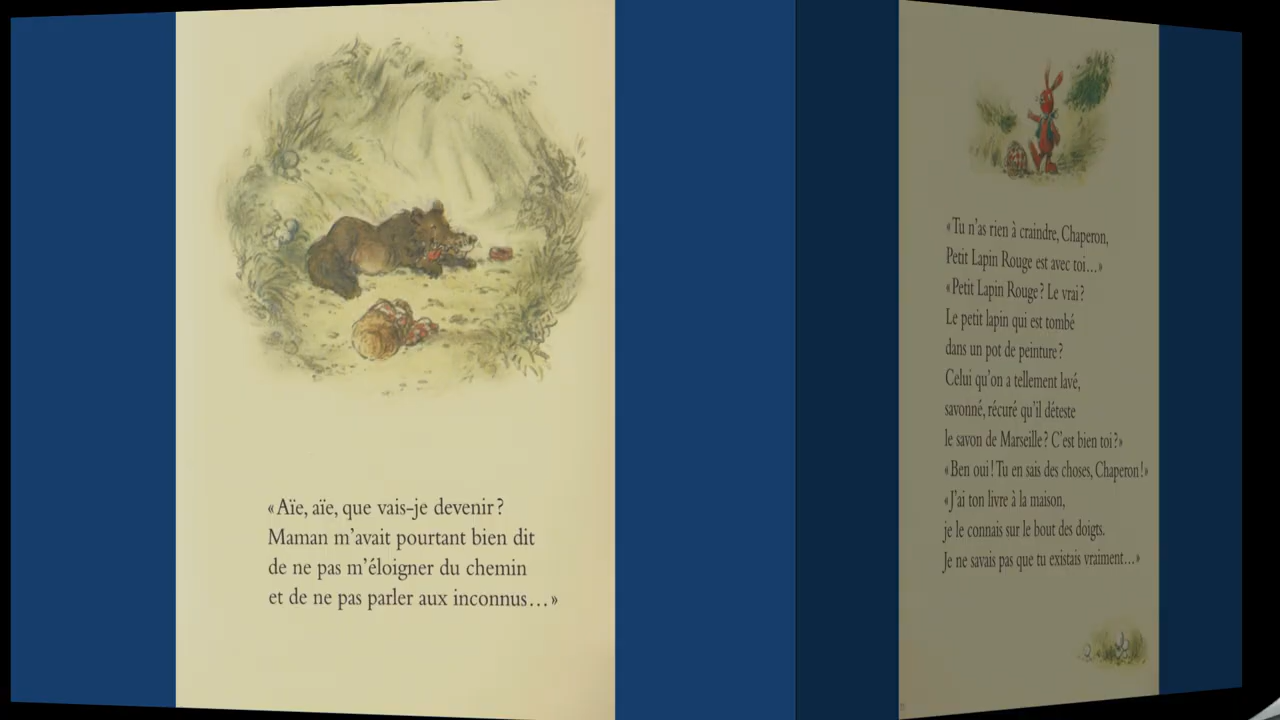 «Aïe, aïe, que vais-je devenir?
Maman m'avait pourtant bien dit
de ne pas m'éloigner du chemin
et de ne pas parler aux inconnus...»
«Tu n'as rien à craindre, Chaperon,
Petit Lapin Rouge est avec toi...»
«Petit Lapin Rouge? Le vrai?
Le petit lapin qui est tombé
dans un pot de peinture?
Celui qu'on a tellement lavé,
savonné, récuré qu'il déteste
le savon de Marseille? C'est bien toi?»
«Ben oui! Tu en sais des choses, Chaperon!»
«J'ai ton livre à la maison,
je le connais sur le bout des doigts.
Je ne savais pas que tu existais vraiment...»